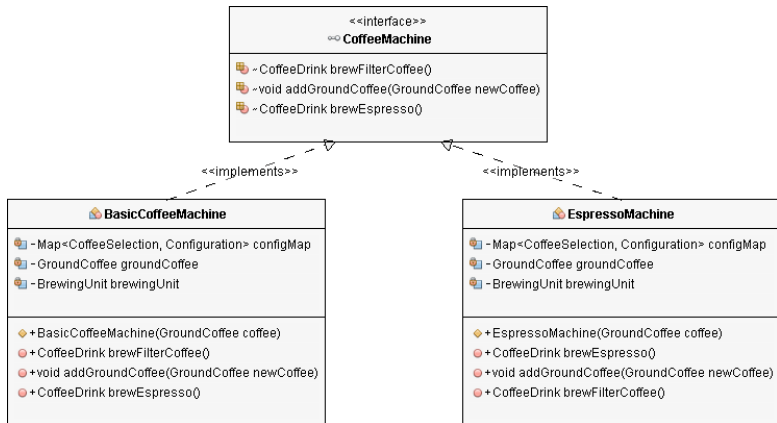 <<interface>>
CoffeeMachine
~CoffeeDrink brewFilterCoffee()
~void addGroundCoffee(GroundCoffee newCoffee)
~CoffeeDrink brewEspresso()
<<implements>>
<<implements>>
BasicCoffeeMachine
-Map<CoffeeSelection, Configuration> configMap
-GroundCoffee groundCoffee
-BrewingUnit brewingUnit
+BasicCoffeeMachine(GroundCoffee coffee)
+CoffeeDrink brewFilterCoffee()
+void addGroundCoffee(GroundCoffee newCoffee)
+CoffeeDrink brewEspresso()
EspressoMachine
-Map<CoffeeSelection, Configuration> configMap
-GroundCoffee groundCoffee
-BrewingUnit brewingUnit
+EspressoMachine(GroundCoffee coffee)
+CoffeeDrink brewEspresso()
+void addGroundCoffee(GroundCoffee newCoffee)
+CoffeeDrink brewFilterCoffee()